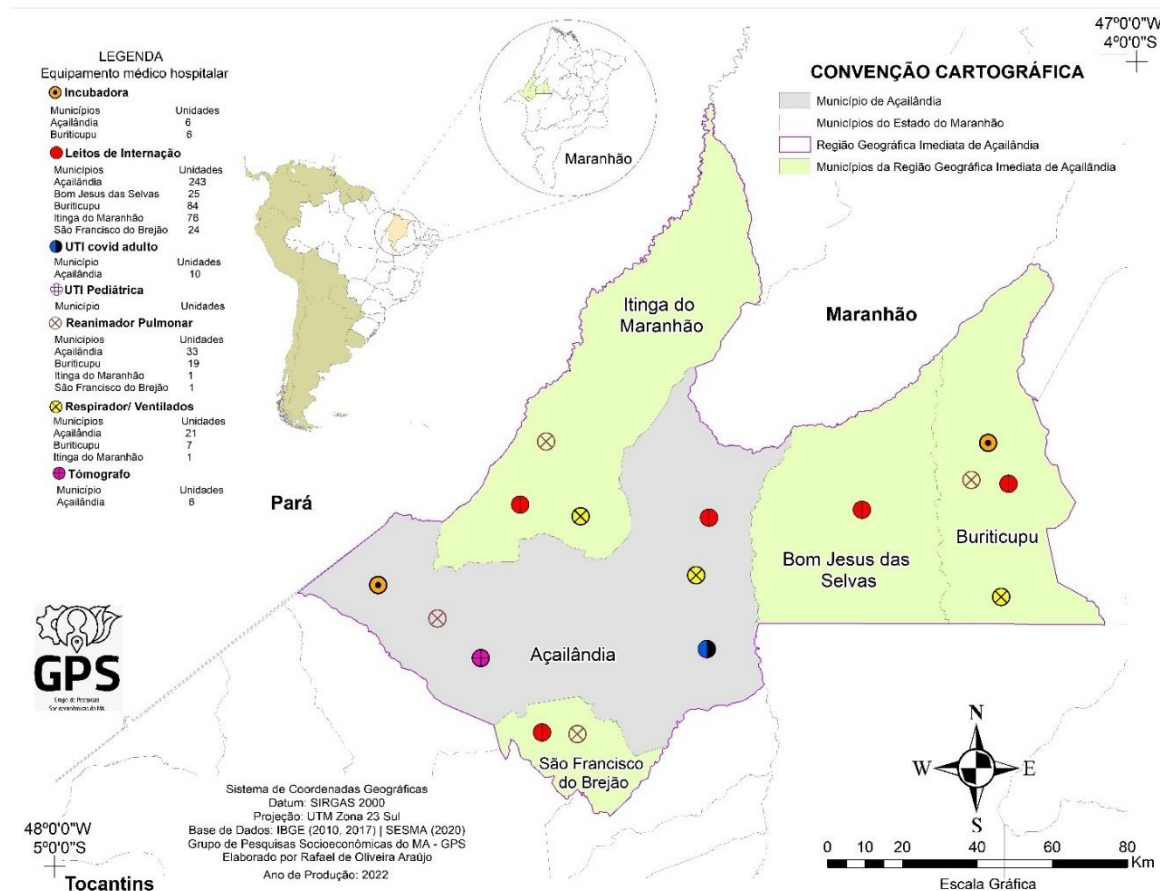 LEGENDA
Equipamento médico hospitalar
Incubadora
Municípios Unidades
Açailândia 6
Buriticupu 6
Leitos de Internação
Municípios Unidades
Açailândia 243
Bom Jesus das Selvas 25
Buriticupu 84
Itinga do Maranhão 76
São Francisco do Brejão 24
UTI covid adulto
Município Unidades
Açailândia 10
UTI Pediátrica
Município Unidades
Reanimador Pulmonar
Municípios Unidades
Açailândia 33
Buriticupu 19
Itinga do Maranhão 1
São Francisco do Brejão 1
Respirador/ Ventilados
Municípios Unidades
Açailândia 21
Buriticupu 7
Itinga do Maranhão 1
Tómografo
Município Unidades
Açailândia 6
Maranhão
47º0'0"W
4º0'0"S
CONVENÇÃO CARTOGRÁFICA
Município de Açailândia
Municípios do Estado do Maranhão
Região Geográfica Imediata de Açailândia
Municípios da Região Geográfica Imediata de Açailândia
Itinga do
Maranhão
Maranhão
Pará
Buriticupu
Bom Jesus das
Selvas
Açailândia
São Francisco
do Brejão
GPS
Grupo de Pesquisas
Socioeconômicas do MA
Sistema de Coordenadas Geográficas
Datum: SIRGAS 2000
Projeção: UTM Zona 23 Sul
Base de Dados: IBGE (2010, 2017) | SESMA (2020)
Grupo de Pesquisas Socioeconômicas do MA - GPS
Elaborado por Rafael de Oliveira Araújo
Ano de Produção: 2022
48º0'0"W
5º0'0"S
Tocantins
N
W E
S
0 10 20 40 60 80
Km
Escala Gráfica